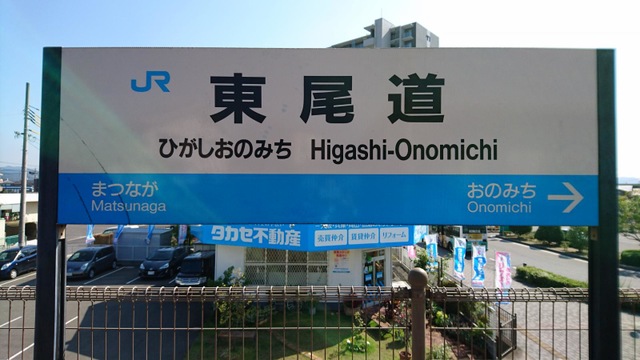 JR 東尾道
ひがしおのみち Higashi-Onomichi
まつなが おのみち
Matsunaga Onomichi
タカセ不動産 売買仲介 賃貸仲介 リフォーム